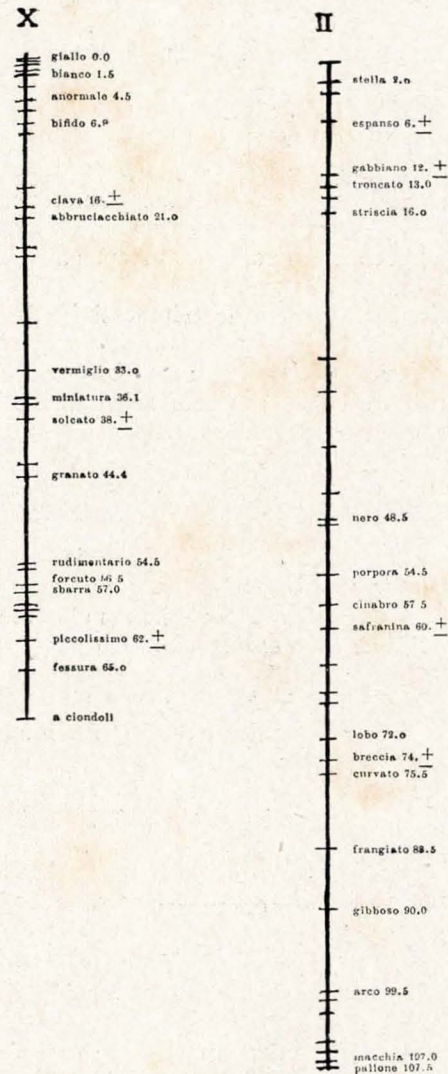 X
giallo 0.0
bianco 1.5
anormale 4.5
bifido 6.9
clava 16. ±
abbruciacchiato 21.0
vermiglio 33.0
miniatura 36.1
solcato 38. ±
granato 44.4
rudimentario 54.5
forcuto 56 5
sbarra 57.0
piccolissimo 62. ±
fessura 65.0
a ciondoli
II
stella 2.0
espanso 6. ±
gabbiano 12. ±
troncato 13.0
striscia 16.0
nero 48.5
porpora 54.5
cinabro 57 5
safranina 60. ±
lobo 72.0
breccia 74. ±
curvato 75.5
frangiato 83.5
gibboso 90.0
arco 99.5
macchia 107.0
pallone 107.5